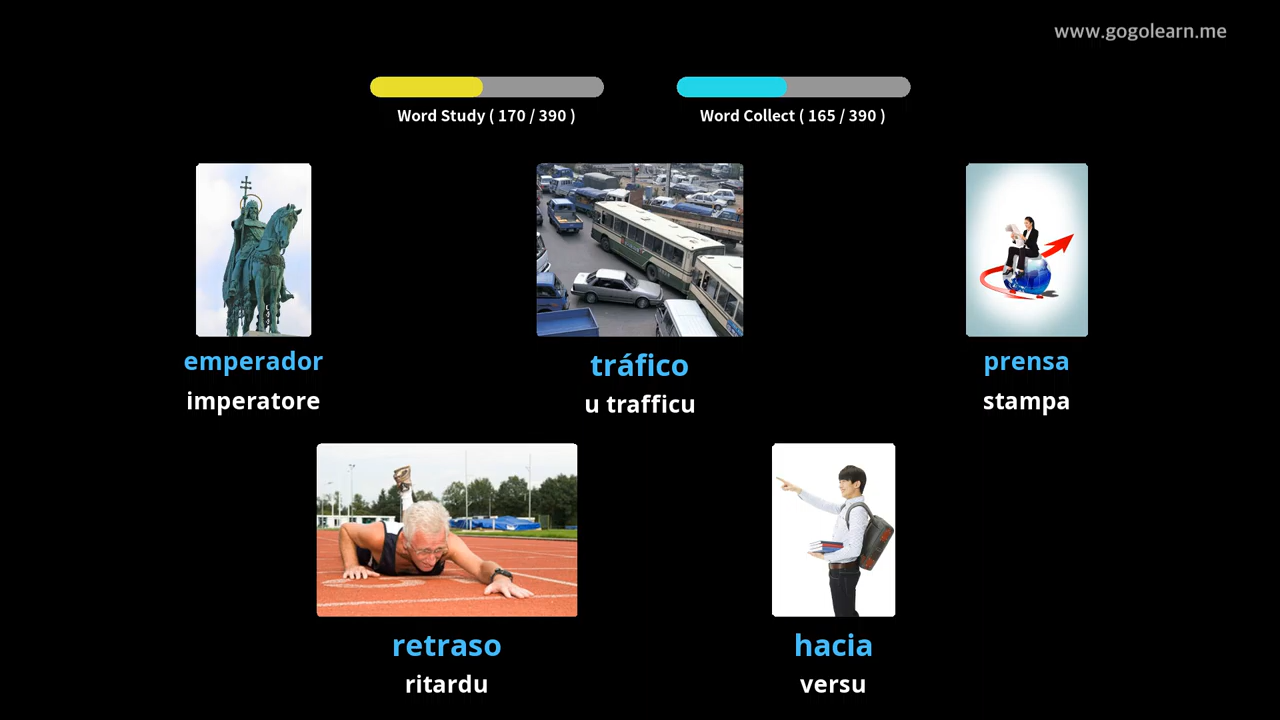 www.gogolearn.me
Word Study ( 170 / 390 )
Word Collect ( 165 / 390 )
emperador
imperatore
tráfico
u trafficu
prensa
stampa
retraso
ritardu
hacia
versu